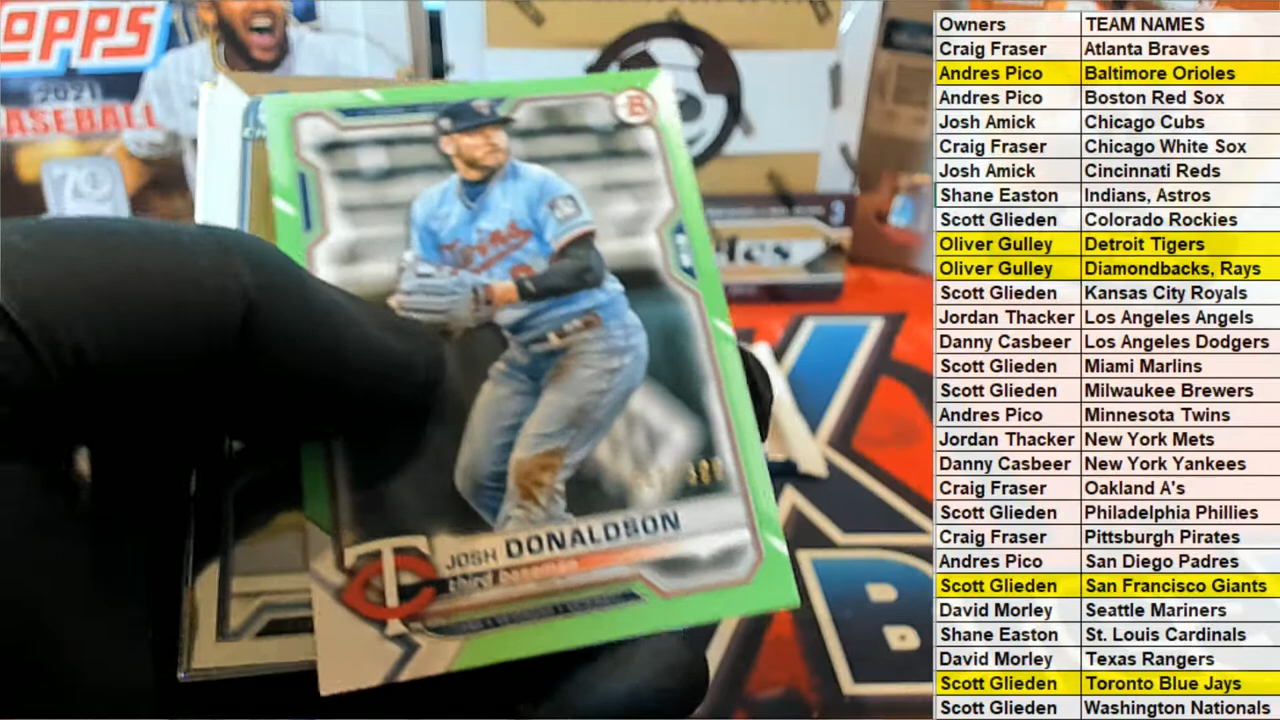 OPPS
2021
BASEBALL
B
Twins
TC
JOSH DONALDSON
third baseman
Owners TEAM NAMES
Craig Fraser Atlanta Braves
Andres Pico Baltimore Orioles
Andres Pico Boston Red Sox
Josh Amick Chicago Cubs
Craig Fraser Chicago White Sox
Josh Amick Cincinnati Reds
Shane Easton Indians, Astros
Scott Glieden Colorado Rockies
Oliver Gulley Detroit Tigers
Oliver Gulley Diamondbacks, Rays
Scott Glieden Kansas City Royals
Jordan Thacker Los Angeles Angels
Danny Casbeer Los Angeles Dodgers
Scott Glieden Miami Marlins
Scott Glieden Milwaukee Brewers
Andres Pico Minnesota Twins
Jordan Thacker New York Mets
Danny Casbeer New York Yankees
Craig Fraser Oakland A's
Scott Glieden Philadelphia Phillies
Craig Fraser Pittsburgh Pirates
Andres Pico San Diego Padres
Scott Glieden San Francisco Giants
David Morley Seattle Mariners
Shane Easton St. Louis Cardinals
David Morley Texas Rangers
Scott Glieden Toronto Blue Jays
Scott Glieden Washington Nationals